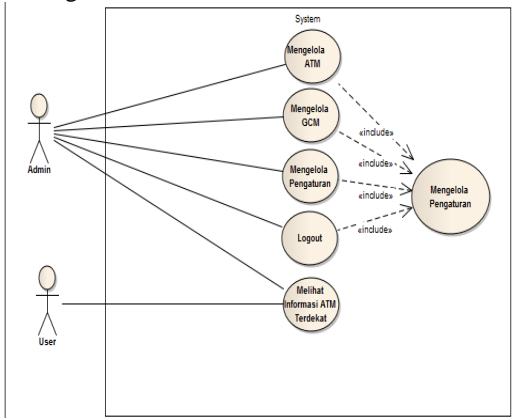 System
Mengelola
ATM
Mengelola
GCM
Mengelola
Pengaturan
Logout
Melihat
Informasi ATM
Terdekat
«include»
«include»
«include»
«include»
Mengelola
Pengaturan
Admin
User